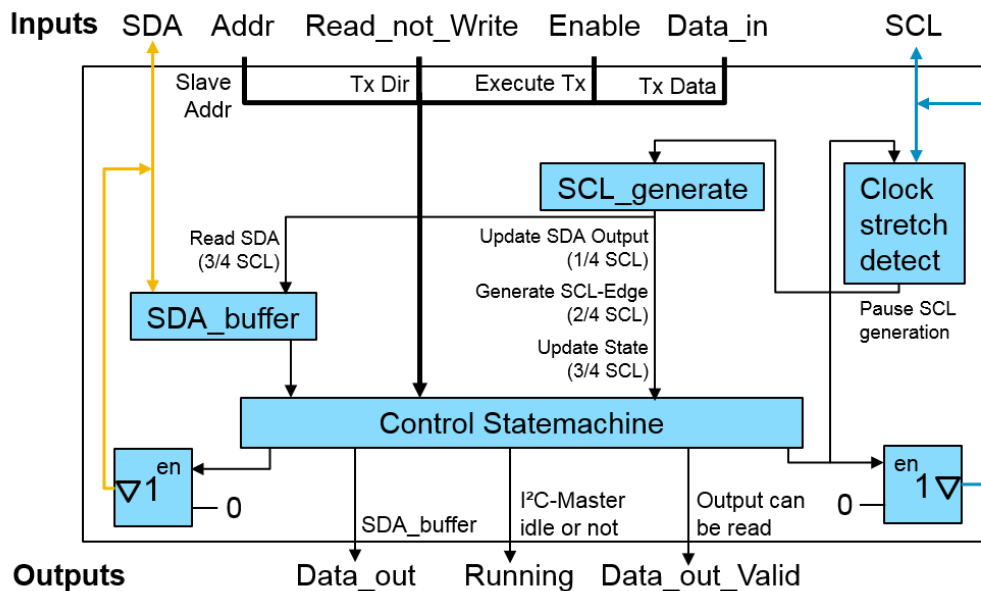 Inputs SDA Addr Read_not_Write Enable Data_in SCL
Slave
Addr
Tx Dir
Execute Tx
Tx Data
SCL_generate
Clock
stretch
detect
Read SDA
(3/4 SCL)
Update SDA Output
(1/4 SCL)
Generate SCL-Edge
(2/4 SCL)
Update State
(3/4 SCL)
Pause SCL
generation
SDA_buffer
Control Statemachine
en
1
0
en
1
0
SDA_buffer
I²C-Master
idle or not
Output can
be read
Outputs Data_out Running Data_out_Valid